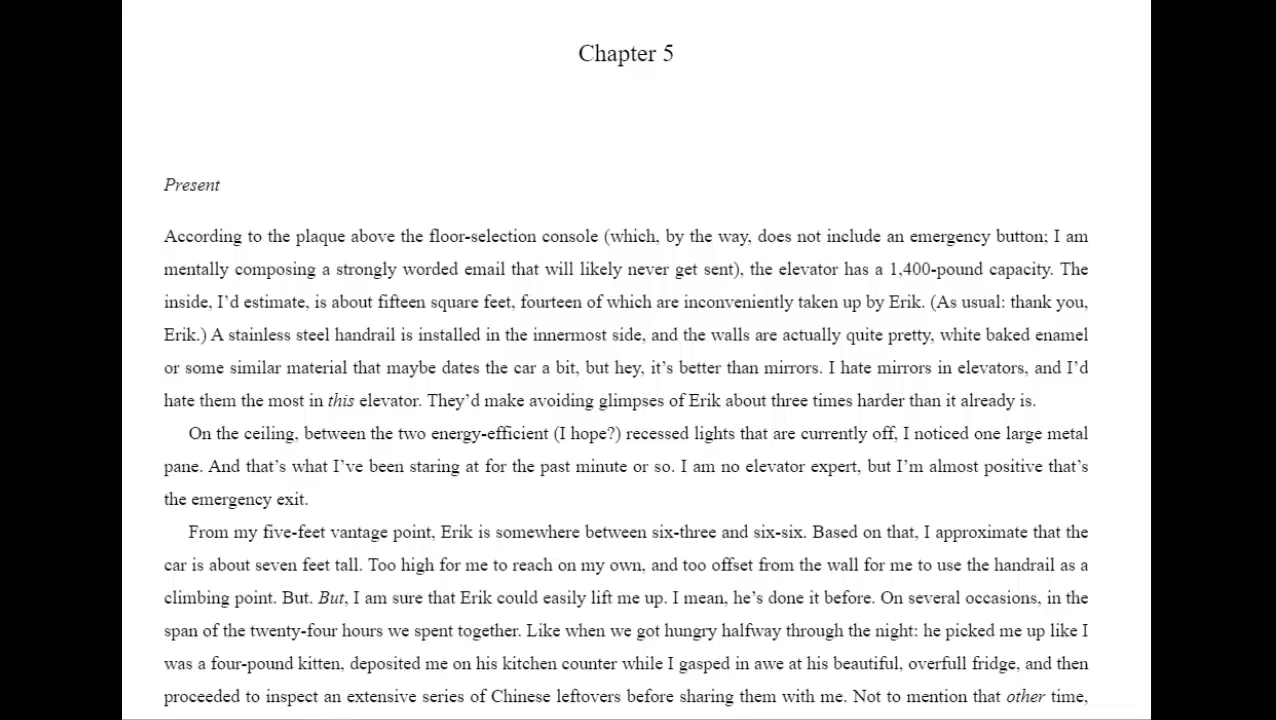 Chapter 5
Present
According to the plaque above the floor-selection console (which, by the way, does not include an emergency button; I am
mentally composing a strongly worded email that will likely never get sent), the elevator has a 1,400-pound capacity. The
inside, I’d estimate, is about fifteen square feet, fourteen of which are inconveniently taken up by Erik. (As usual: thank you,
Erik.) A stainless steel handrail is installed in the innermost side, and the walls are actually quite pretty, white baked enamel
or some similar material that maybe dates the car a bit, but hey, it’s better than mirrors. I hate mirrors in elevators, and I’d
hate them the most in this elevator. They’d make avoiding glimpses of Erik about three times harder than it already is.
On the ceiling, between the two energy-efficient (I hope?) recessed lights that are currently off, I noticed one large metal
pane. And that’s what I’ve been staring at for the past minute or so. I am no elevator expert, but I’m almost positive that’s
the emergency exit.
From my five-feet vantage point, Erik is somewhere between six-three and six-six. Based on that, I approximate that the
car is about seven feet tall. Too high for me to reach on my own, and too offset from the wall for me to use the handrail as a
climbing point. But. But, I am sure that Erik could easily lift me up. I mean, he’s done it before. On several occasions, in the
span of the twenty-four hours we spent together. Like when we got hungry halfway through the night: he picked me up like I
was a four-pound kitten, deposited me on his kitchen counter while I gasped in awe at his beautiful, overfull fridge, and then
proceeded to inspect an extensive series of Chinese leftovers before sharing them with me. Not to mention that other time,